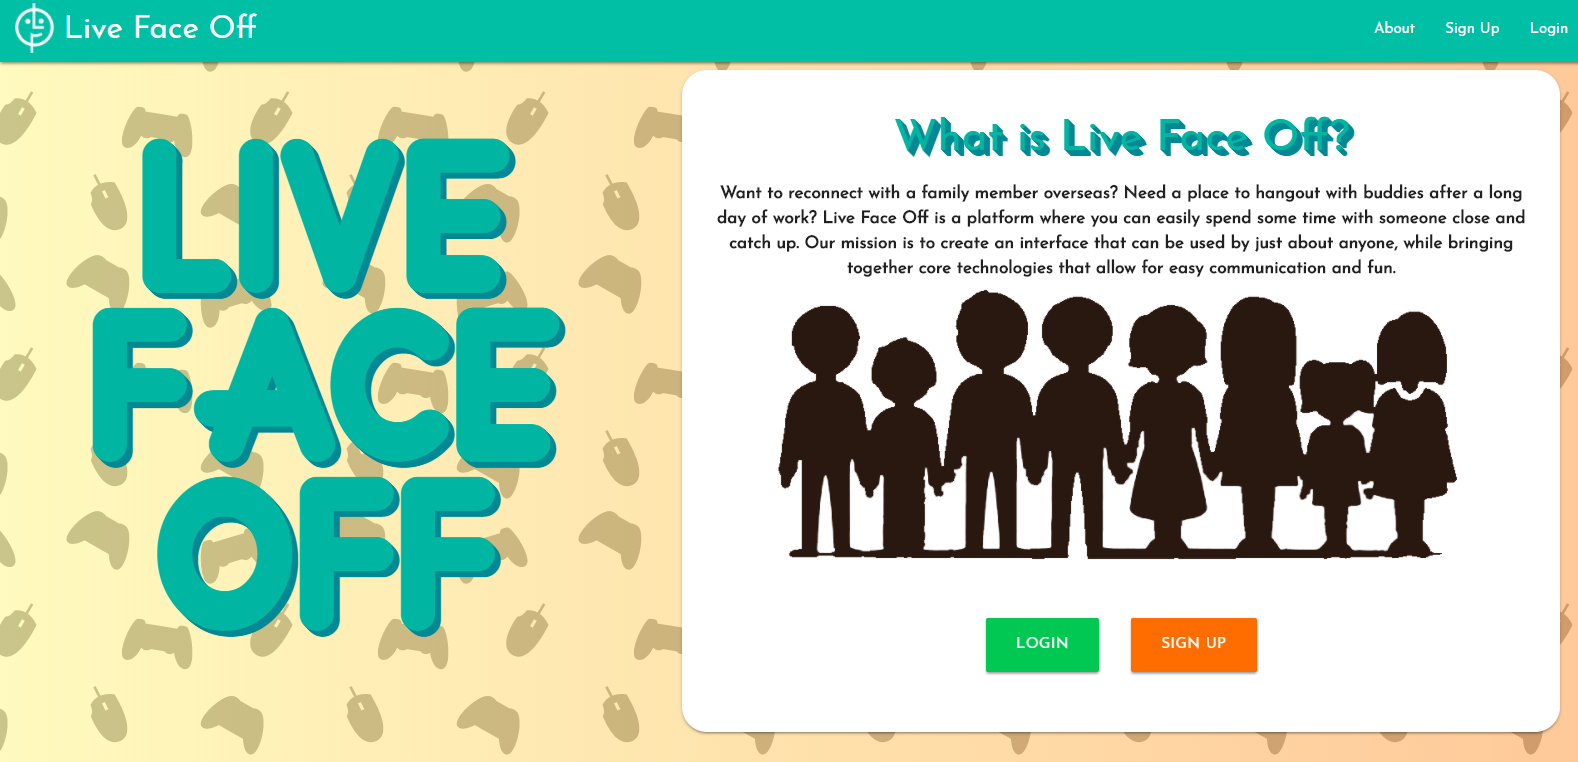 Live Face Off
About
Sign Up
Login
LIVE
FACE
OFF
What is Live Face Off?
Want to reconnect with a family member overseas? Need a place to hangout with buddies after a long
day of work? Live Face Off is a platform where you can easily spend some time with someone close and
catch up. Our mission is to create an interface that can be used by just about anyone, while bringing
together core technologies that allow for easy communication and fun.
LOGIN
SIGN UP